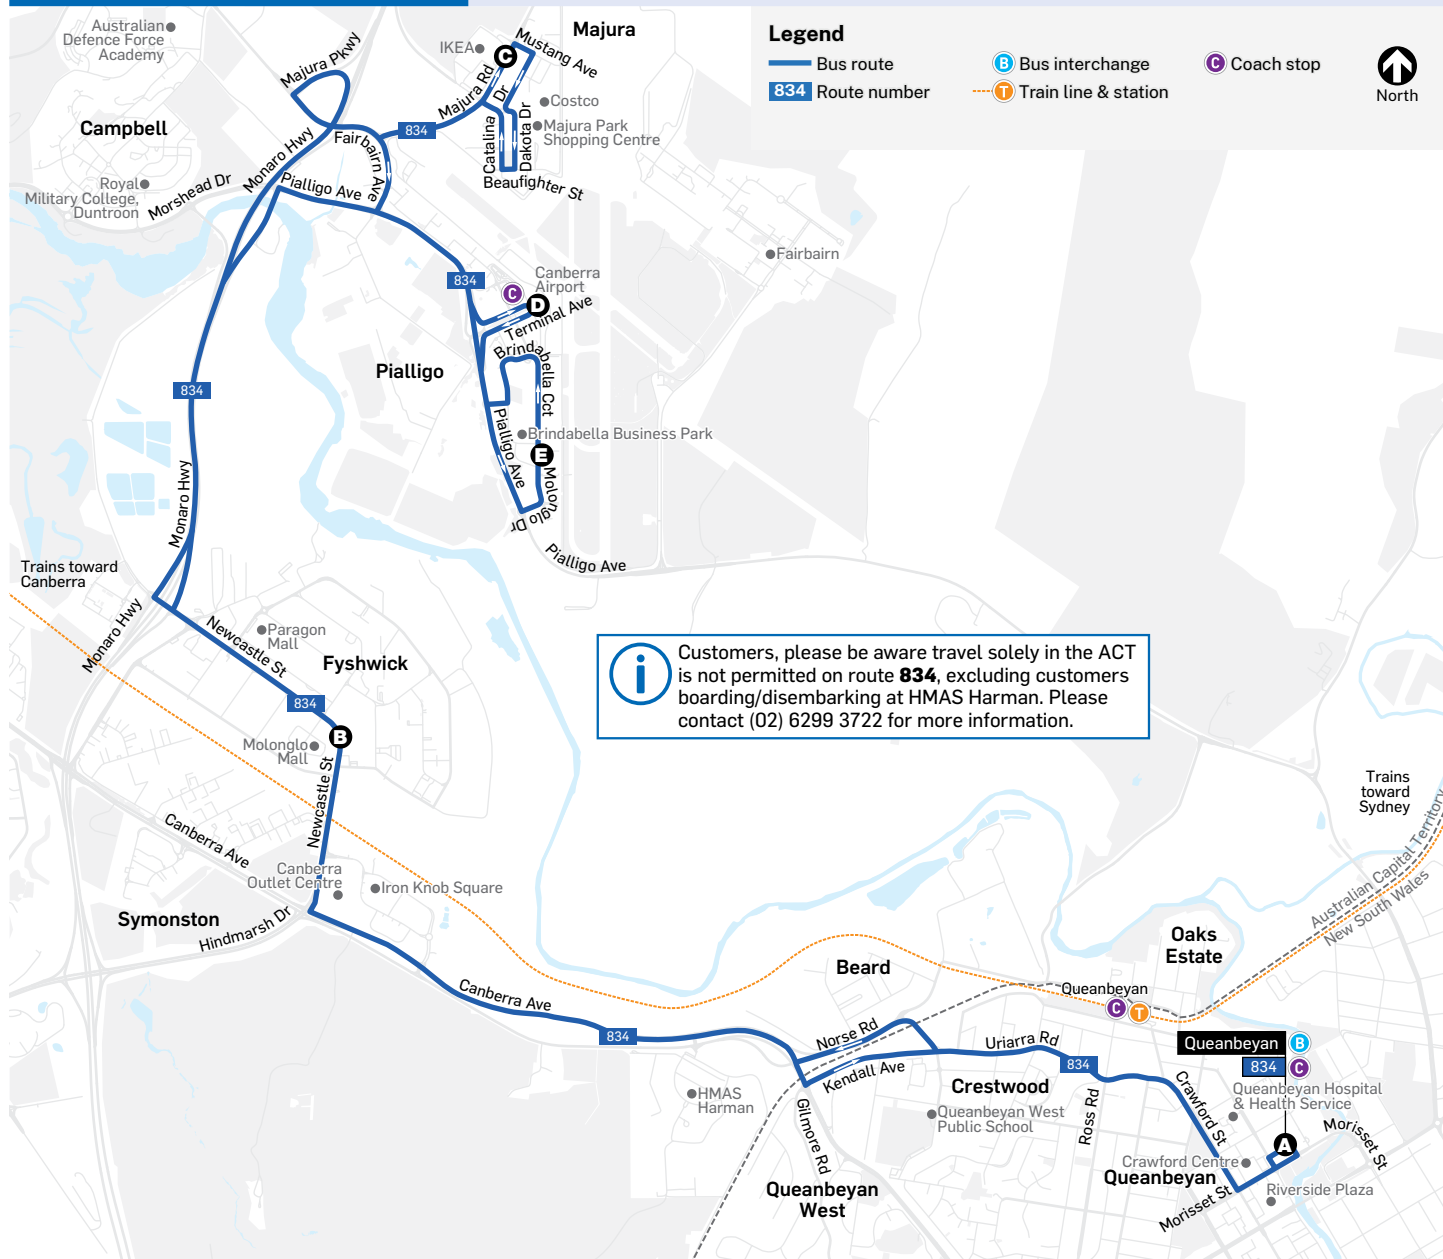 Legend
Bus route
834 Route number
B Bus interchange
T Train line & station
C Coach stop
North
Australian
Defence Force
Academy
Majura Pkwy
IKEA
C
Mustang Ave
Majura
Majura Rd
Costco
Campbell
834
Dr
Catalina
Dakota Dr
Majura Park
Shopping Centre
Monaro Hwy
Fairbairn Ave
Beaufighter St
Pialligo Ave
Royal
Military College,
Duntroon
Morshead Dr
Fairbairn
834
Canberra
Airport
C
D
Terminal Ave
Brindabella Cct
Pialligo
834
Pialligo Ave
Brindabella Business Park
E
Molonglo Dr
Monaro Hwy
Pialligo Ave
Trains toward
Canberra
Monaro Hwy
Newcastle St
Paragon
Mall
Fyshwick
834
B
Molonglo
Mall
Newcastle St
Customers, please be aware travel solely in the ACT
is not permitted on route 834, excluding customers
boarding/disembarking at HMAS Harman. Please
contact (02) 6299 3722 for more information.
Trains
toward
Sydney
Australian Capital Territory
New South Wales
Canberra Ave
Canberra
Outlet Centre
Iron Knob Square
Symonston
Hindmarsh Dr
Canberra Ave
834
Beard
Oaks
Estate
Queanbeyan
C
T
Norse Rd
Kendall Ave
Uriarra Rd
834
Queanbeyan B
834 C
Crestwood
Queanbeyan Hospital
& Health Service
HMAS
Harman
Gilmore Rd
Queanbeyan West
Public School
Ross Rd
Crawford St
A
Morisset St
Crawford Centre
Queanbeyan
Queanbeyan
West
Morisset St
Riverside Plaza